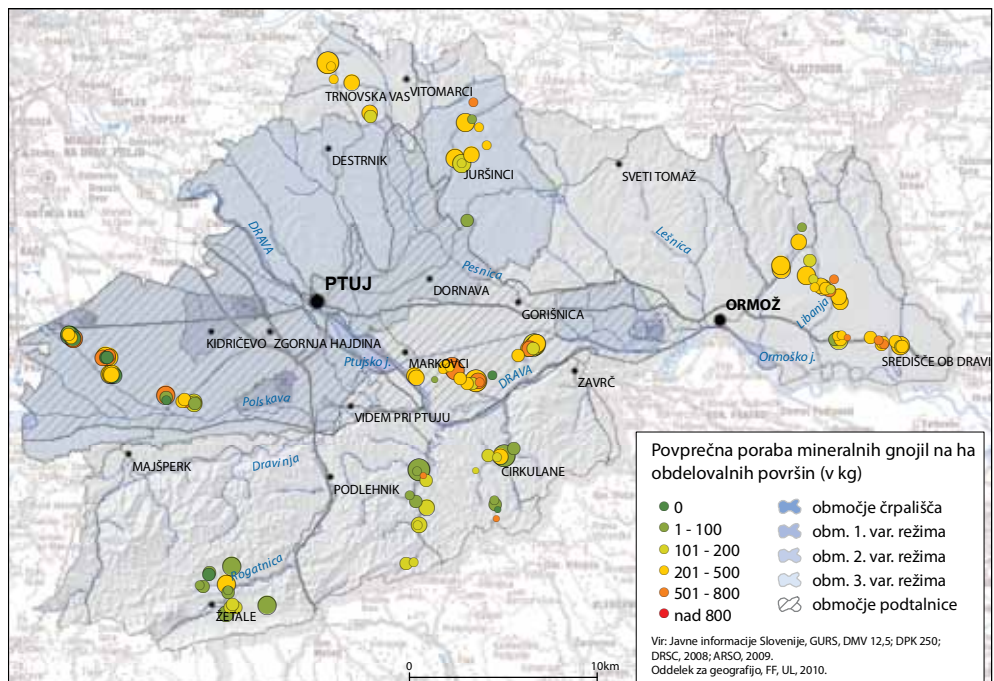 TRNOVSKA VAS
VITOMARCI
DESTRNIK
JURŠINCI
SVETI TOMAŽ
DRAVA
Pesnica
Lešnica
PTUJ
DORNAVA
GORIŠNICA
ORMOŽ
Libanja
KIDRIČEVO
ZGORNJA HAJDINA
MARKOVCI
Ptujsko j.
DRAVA
ZAVRČ
Ormoško j.
SREDIŠČE OB DRAVI
Polskava
VIDEM PRI PTUJU
MAJŠPERK
Dravinja
PODLEHNIK
CIRKULANE
Rogatnica
ŽETALE
0
10km
Povprečna poraba mineralnih gnojil na ha
obdelovalnih površin (v kg)
0
1 - 100
101 - 200
201 - 500
501 - 800
nad 800
območje črpališča
obm. 1. var. režima
obm. 2. var. režima
obm. 3. var. režima
območje podtalnice
Vir: Javne informacije Slovenije, GURS, DMV 12,5; DPK 250;
DRSC, 2008; ARSO, 2009.
Oddelek za geografijo, FF, UL, 2010.